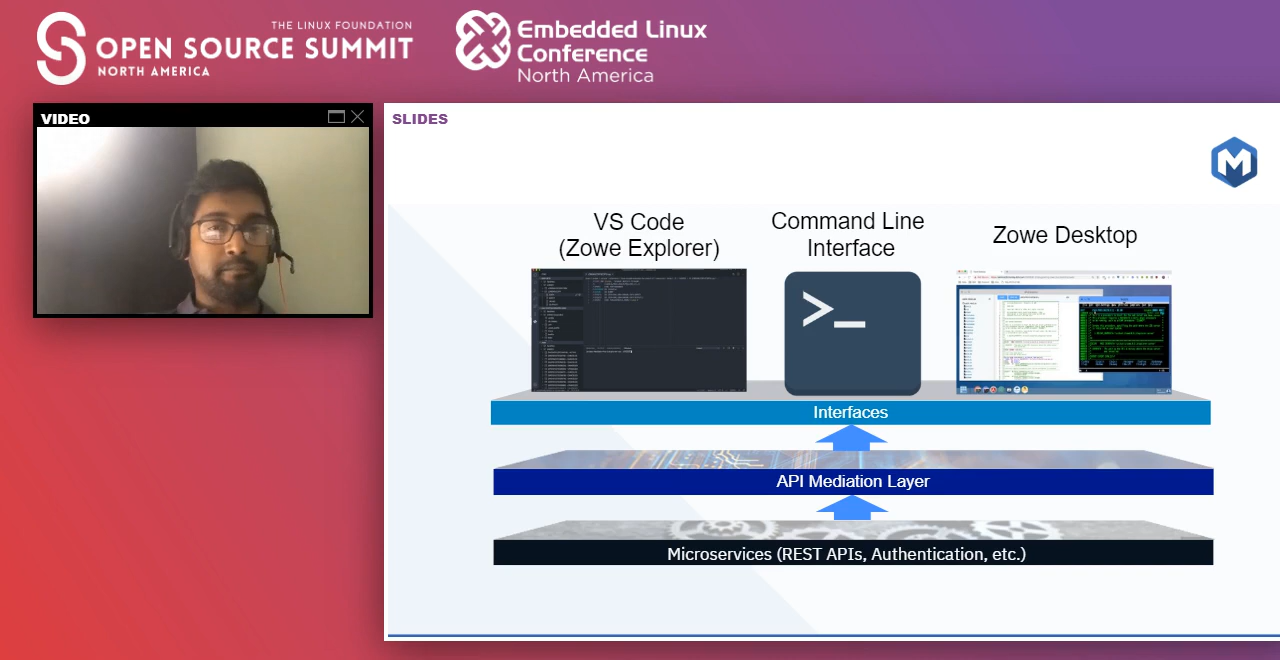 THE LINUX FOUNDATION
OPEN SOURCE SUMMIT
NORTH AMERICA
Embedded Linux
Conference
North America
VIDEO
SLIDES
M
VS Code
(Zowe Explorer)
Command Line
Interface
Zowe Desktop
>_
Interfaces
API Mediation Layer
Microservices (REST APIs, Authentication, etc.)